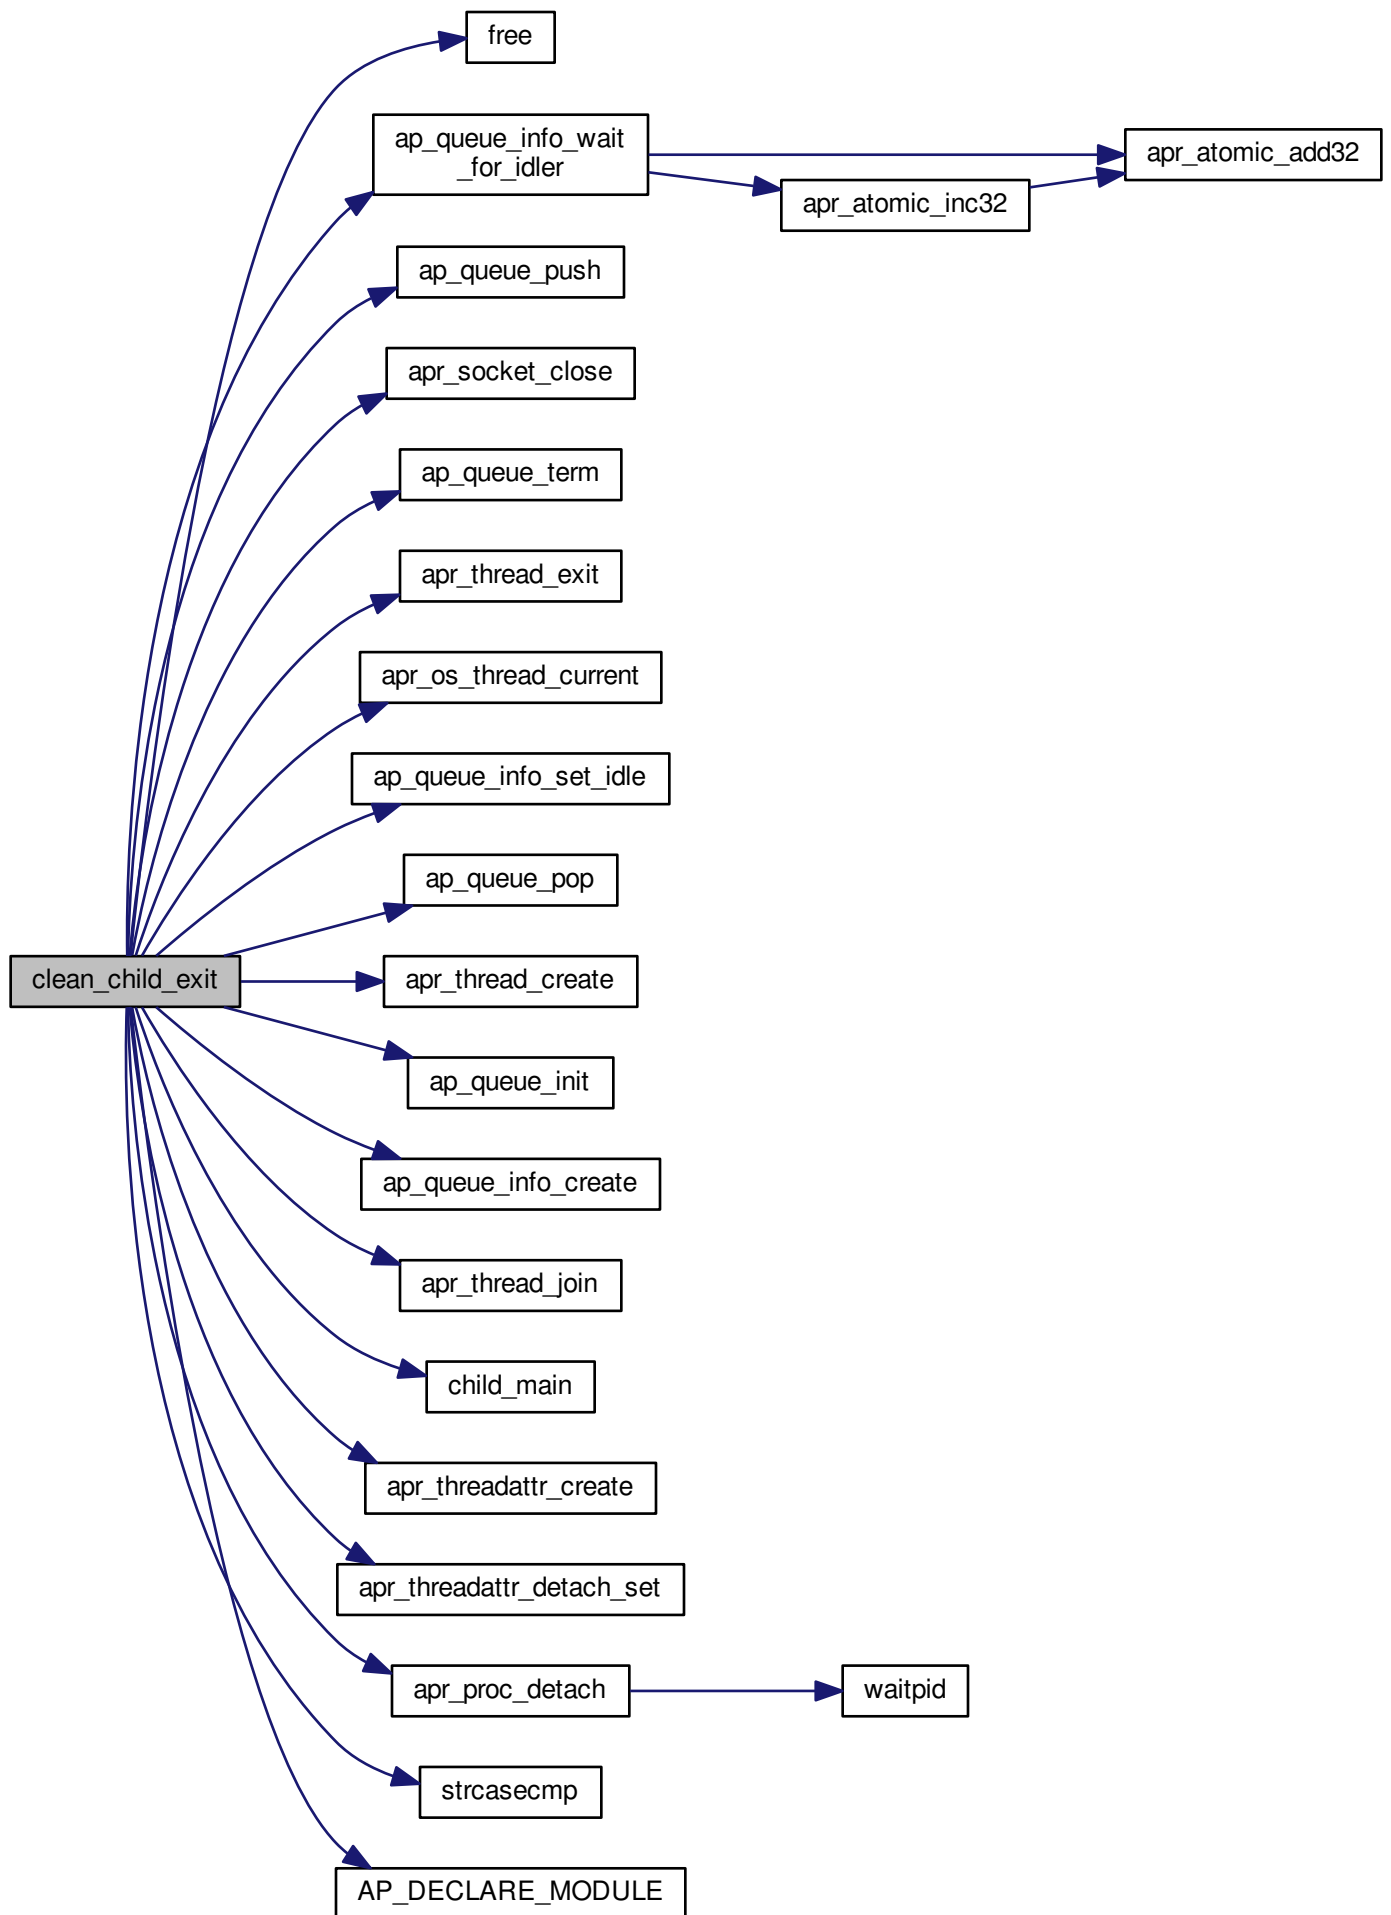 free
ap_queue_info_wait
_for_idler
apr_atomic_add32
apr_atomic_inc32
ap_queue_push
apr_socket_close
ap_queue_term
apr_thread_exit
apr_os_thread_current
ap_queue_info_set_idle
ap_queue_pop
clean_child_exit
apr_thread_create
ap_queue_init
ap_queue_info_create
apr_thread_join
child_main
apr_threadattr_create
apr_threadattr_detach_set
apr_proc_detach
waitpid
strcasecmp
AP_DECLARE_MODULE